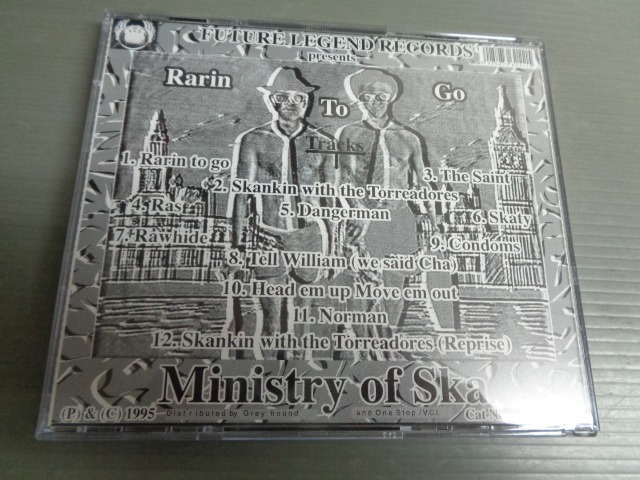 FUTURE LEGEND RECORDS
presents
Rarin To Go
Tracks
1. Rarin to go
2. Skankin with the Torreadores
3. The Saint
4. Rast
5. Dangerman
6. Skaty
7. Rawhide
8. Tell William (we said Cha)
9. Condoms
10. Head em up Move em out
11. Norman
12. Skankin with the Torreadores (Reprise)
Ministry of Ska
(P) & (C) 1995 Distributed by Grey hound and One Stop /VCL Cat